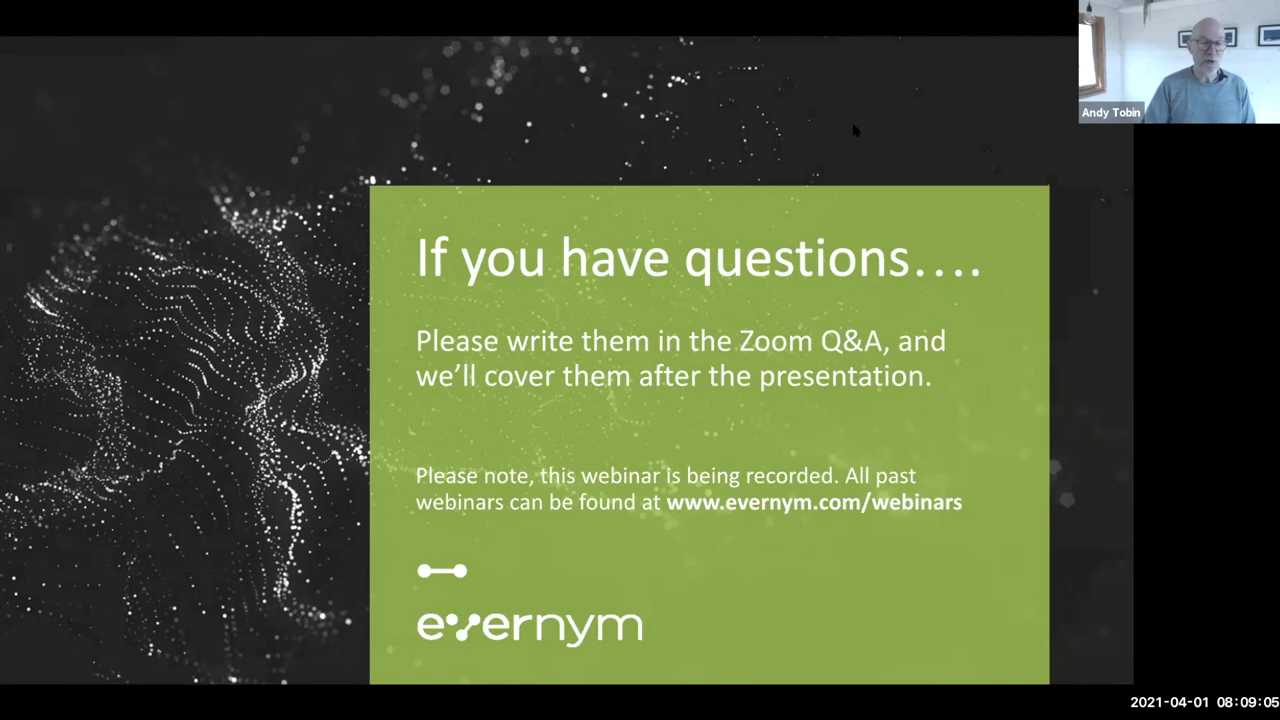 Andy Tobin
If you have questions….
Please write them in the Zoom Q&A, and
we’ll cover them after the presentation.
Please note, this webinar is being recorded. All past
webinars can be found at www.evernym.com/webinars
evernym
2021-04-01 08:09:05